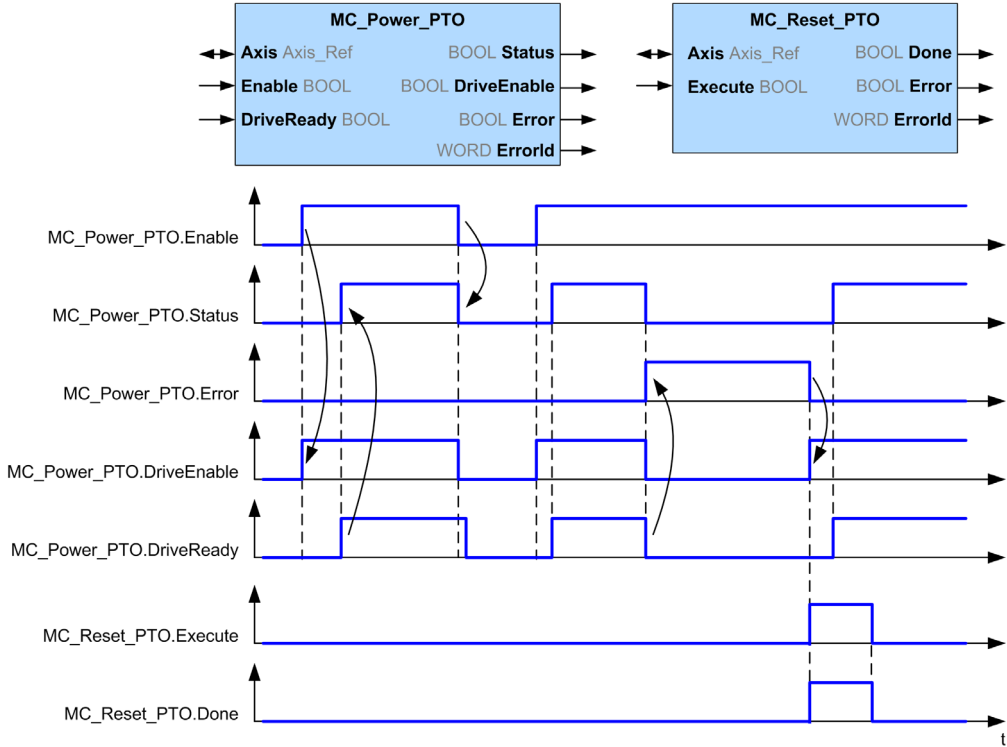 MC_Power_PTO
Axis Axis_Ref BOOL Status
Enable BOOL BOOL DriveEnable
DriveReady BOOL BOOL Error
WORD ErrorId
MC_Reset_PTO
Axis Axis_Ref BOOL Done
Execute BOOL BOOL Error
WORD ErrorId
MC_Power_PTO.Enable
MC_Power_PTO.Status
MC_Power_PTO.Error
MC_Power_PTO.DriveEnable
MC_Power_PTO.DriveReady
MC_Reset_PTO.Execute
MC_Reset_PTO.Done
t